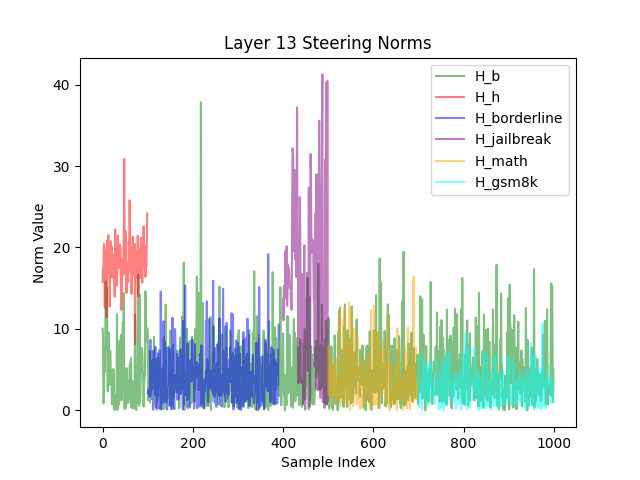 Layer 13 Steering Norms
Norm Value
40
30
20
10
0
H_b
H_h
H_borderline
H_jailbreak
H_math
H_gsm8k
0
200
400
600
800
1000
Sample Index